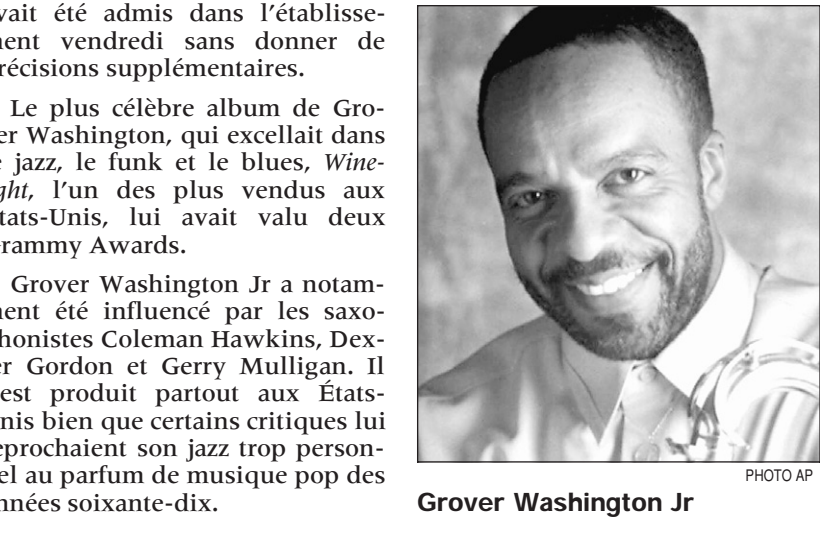 vait été admis dans l'établisse-
ment vendredi sans donner de
récisions supplémentaires.
Le plus célèbre album de Gro-
er Washington, qui excellait dans
e jazz, le funk et le blues, Wine-
ght, l'un des plus vendus aux
tats-Unis, lui avait valu deux
rammy Awards.
Grover Washington Jr a notam-
ment été influencé par les saxo-
honistes Coleman Hawkins, Dex-
er Gordon et Gerry Mulligan. Il
est produit partout aux États-
nis bien que certains critiques lui
eprochaient son jazz trop person-
el au parfum de musique pop des
nnées soixante-dix.
PHOTO AP
Grover Washington Jr